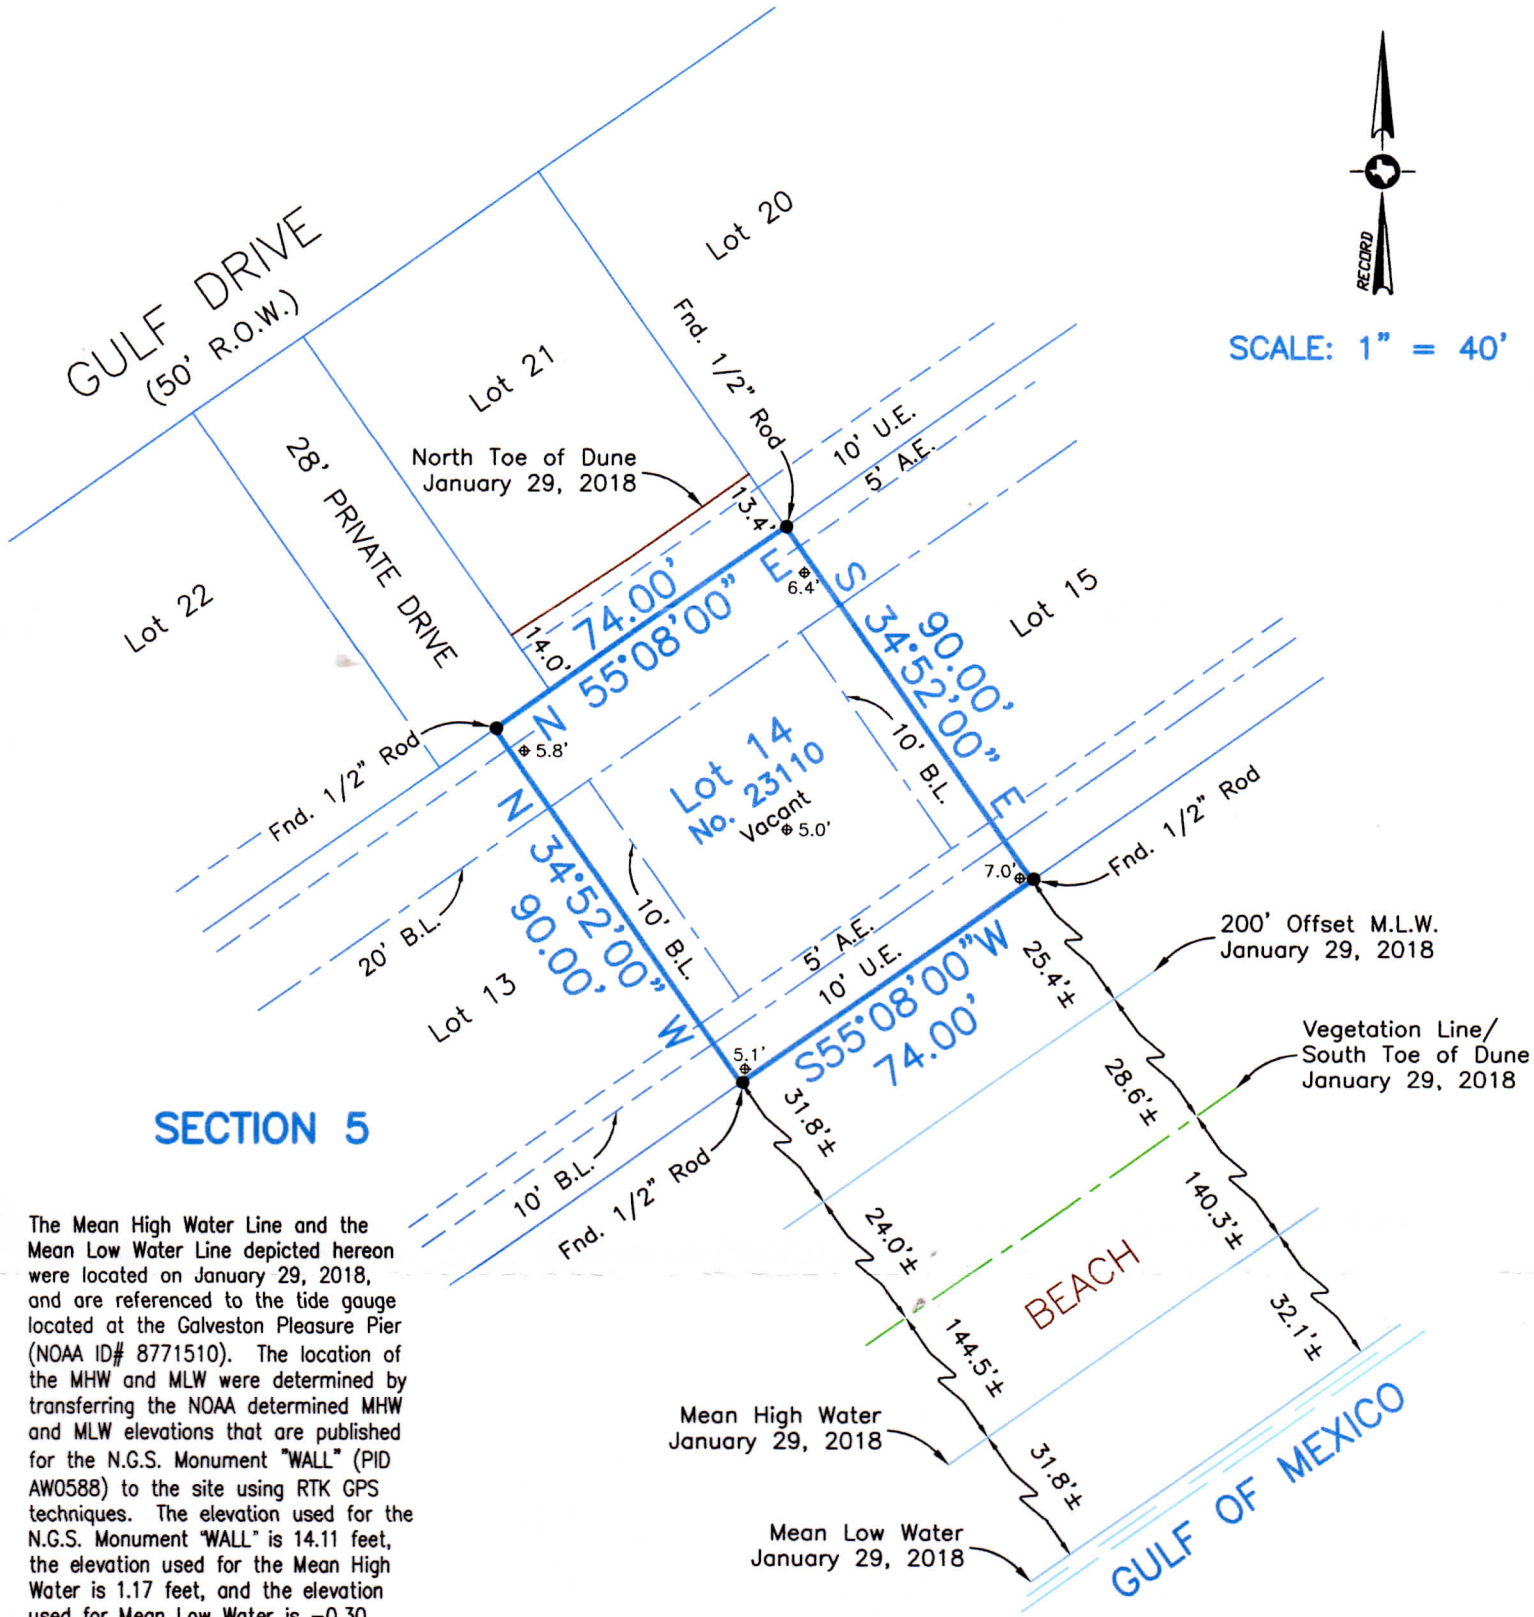 GULF DRIVE
(50' R.O.W.)
Lot 20
RECORD
SCALE: 1" = 40'
Lot 21
Fnd. 1/2" Rod
North Toe of Dune
January 29, 2018
28' PRIVATE DRIVE
10' U.E.
5' A.E.
13.4'
14.0'
Lot 22
74.00'
N 55°08'00" E
6.4'
S 34°52'00" E
90.00'
Lot 15
Fnd. 1/2" Rod
5.8'
Lot 14
No. 23110
Vacant
5.0'
10' B.L.
7.0'
Fnd. 1/2" Rod
20' B.L.
N 34°52'00" W
90.00'
10' B.L.
Lot 13
5' A.E.
10' U.E.
5.1'
S55°08'00"W
74.00'
200' Offset M.L.W.
January 29, 2018
25.4'±
Vegetation Line/
South Toe of Dune
January 29, 2018
28.6'±
31.8'±
SECTION 5
10' B.L.
Fnd. 1/2" Rod
24.0'±
140.3'±
BEACH
32.1'±
144.5'±
The Mean High Water Line and the
Mean Low Water Line depicted hereon
were located on January 29, 2018,
and are referenced to the tide gauge
located at the Galveston Pleasure Pier
(NOAA ID# 8771510). The location of
the MHW and MLW were determined by
transferring the NOAA determined MHW
and MLW elevations that are published
for the N.G.S. Monument "WALL" (PID
AW0588) to the site using RTK GPS
techniques. The elevation used for the
N.G.S. Monument "WALL" is 14.11 feet,
the elevation used for the Mean High
Water is 1.17 feet, and the elevation
used for Mean Low Water is -0.30
Mean High Water
January 29, 2018
31.8'±
Mean Low Water
January 29, 2018
GULF OF MEXICO